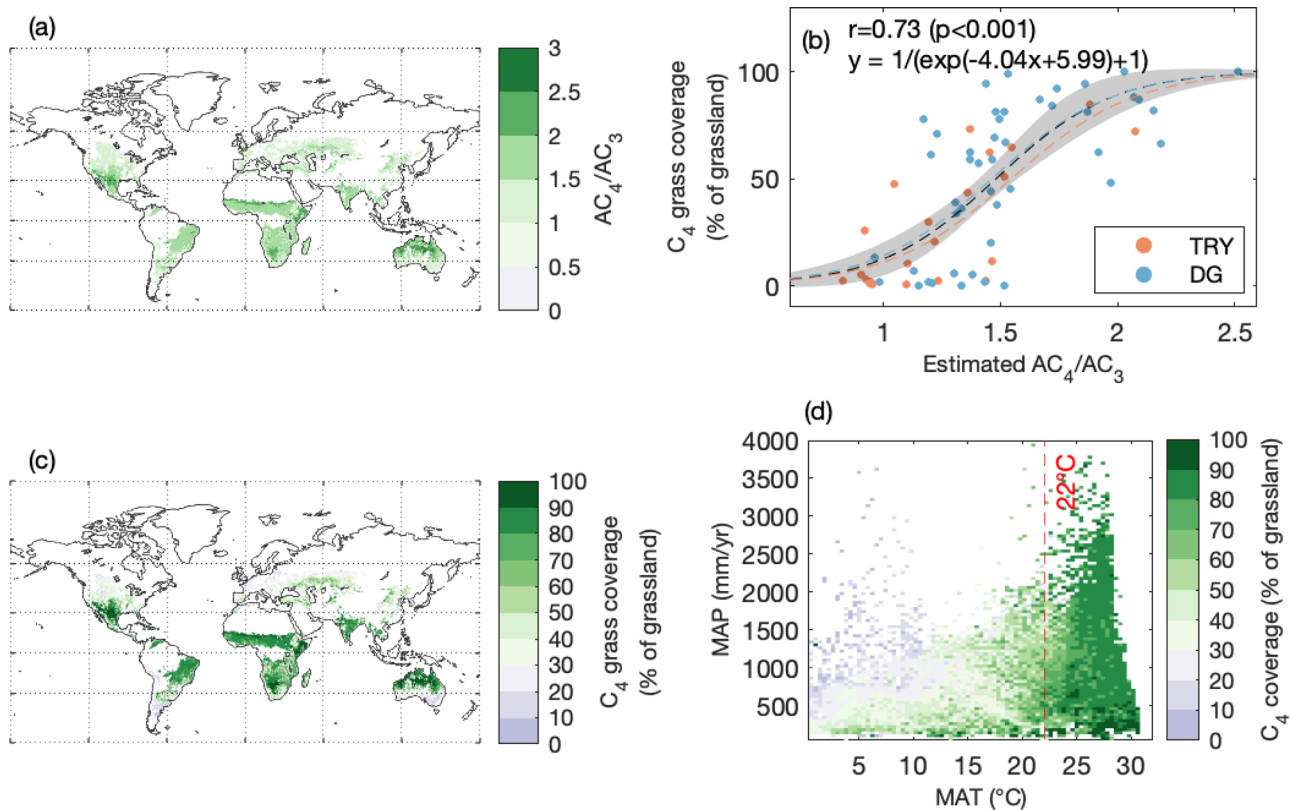 (a)
3
2.5
2
1.5
1
0.5
0
AC4/AC3
(b)
r=0.73 (p<0.001)
y = 1/(exp(-4.04x+5.99)+1)
100
50
0
C4 grass coverage
(% of grassland)
TRY
DG
1
1.5
2
2.5
Estimated AC4/AC3
(c)
100
90
80
70
60
50
40
30
20
10
0
C4 grass coverage
(% of grassland)
(d)
4000
3500
3000
2500
2000
1500
1000
500
MAP (mm/yr)
22°C
5
10
15
20
25
30
MAT (°C)
100
90
80
70
60
50
40
30
20
10
0
C4 coverage (% of grassland)